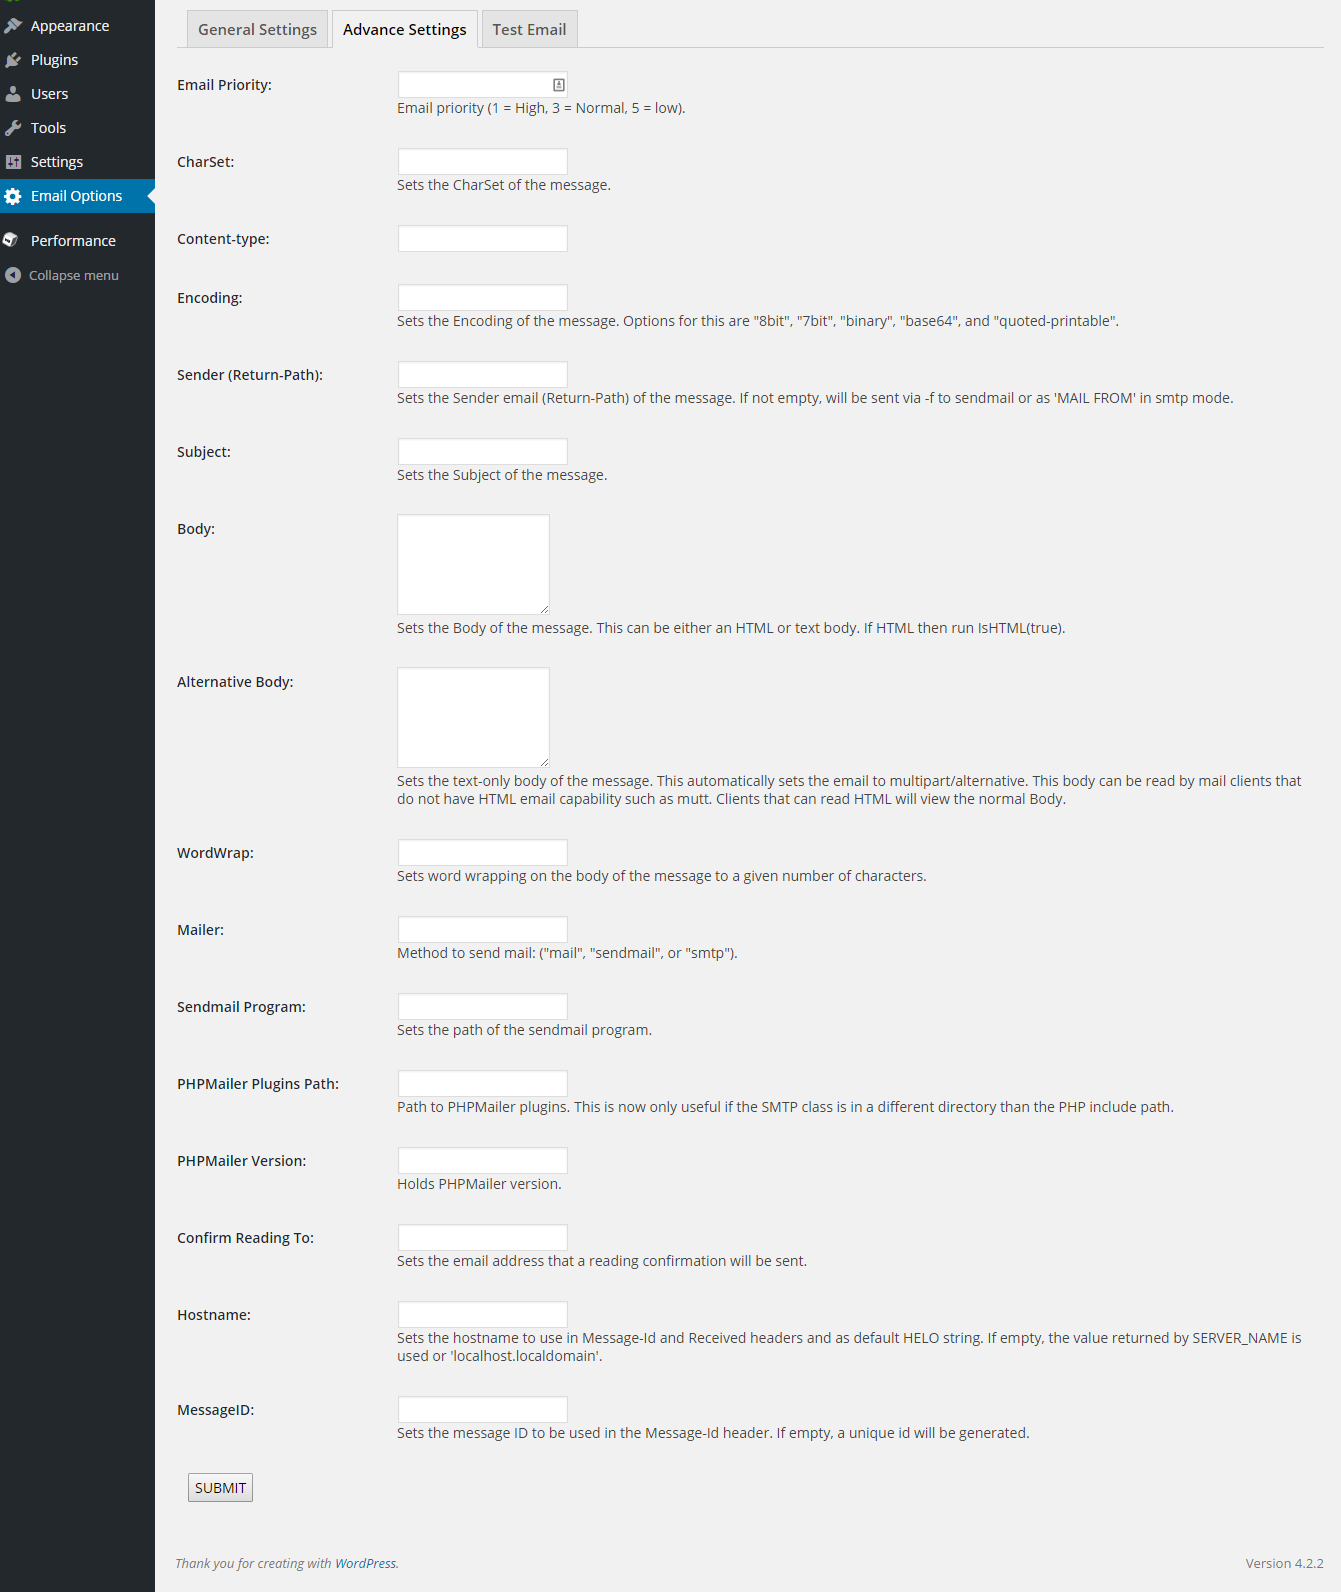 Appearance
Plugins
Users
Tools
Settings
Email Options
Performance
Collapse menu
General Settings
Advance Settings
Test Email
Email Priority:
Email priority (1 = High, 3 = Normal, 5 = low).
CharSet:
Sets the CharSet of the message.
Content-type:
Encoding:
Sets the Encoding of the message. Options for this are "8bit", "7bit", "binary", "base64", and "quoted-printable".
Sender (Return-Path):
Sets the Sender email (Return-Path) of the message. If not empty, will be sent via -f to sendmail or as 'MAIL FROM' in smtp mode.
Subject:
Sets the Subject of the message.
Body:
Sets the Body of the message. This can be either an HTML or text body. If HTML then run IsHTML(true).
Alternative Body:
Sets the text-only body of the message. This automatically sets the email to multipart/alternative. This body can be read by mail clients that
do not have HTML email capability such as mutt. Clients that can read HTML will view the normal Body.
WordWrap:
Sets word wrapping on the body of the message to a given number of characters.
Mailer:
Method to send mail: ("mail", "sendmail", or "smtp").
Sendmail Program:
Sets the path of the sendmail program.
PHPMailer Plugins Path:
Path to PHPMailer plugins. This is now only useful if the SMTP class is in a different directory than the PHP include path.
PHPMailer Version:
Holds PHPMailer version.
Confirm Reading To:
Sets the email address that a reading confirmation will be sent.
Hostname:
Sets the hostname to use in Message-Id and Received headers and as default HELO string. If empty, the value returned by SERVER_NAME is
used or 'localhost.localdomain'.
MessageID:
Sets the message ID to be used in the Message-Id header. If empty, a unique id will be generated.
SUBMIT
Thank you for creating with WordPress.
Version 4.2.2